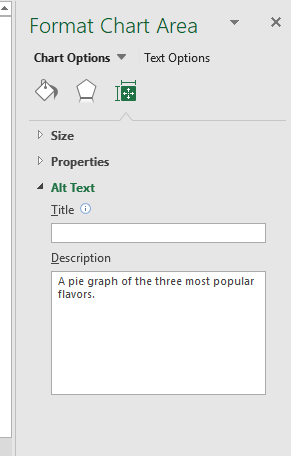 Format Chart Area
Chart Options Text Options
Size
Properties
Alt Text
Title
Description
A pie graph of the three most popular
flavors.